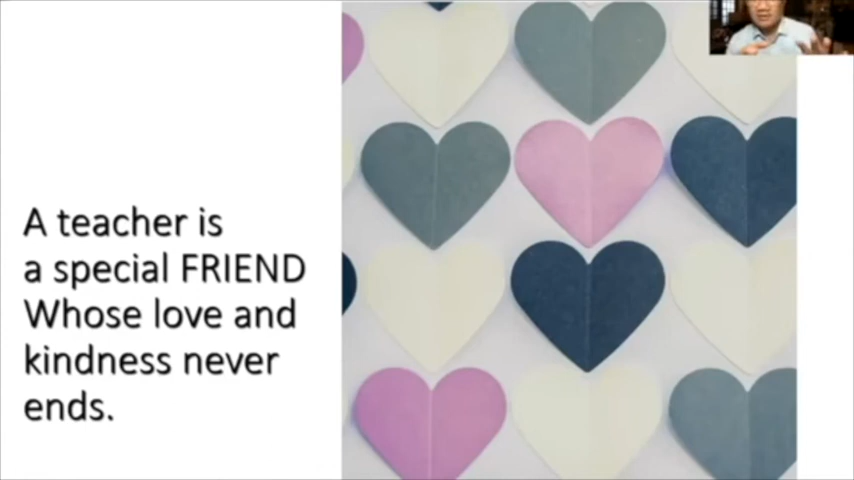 A teacher is
a special FRIEND
Whose love and
kindness never
ends.